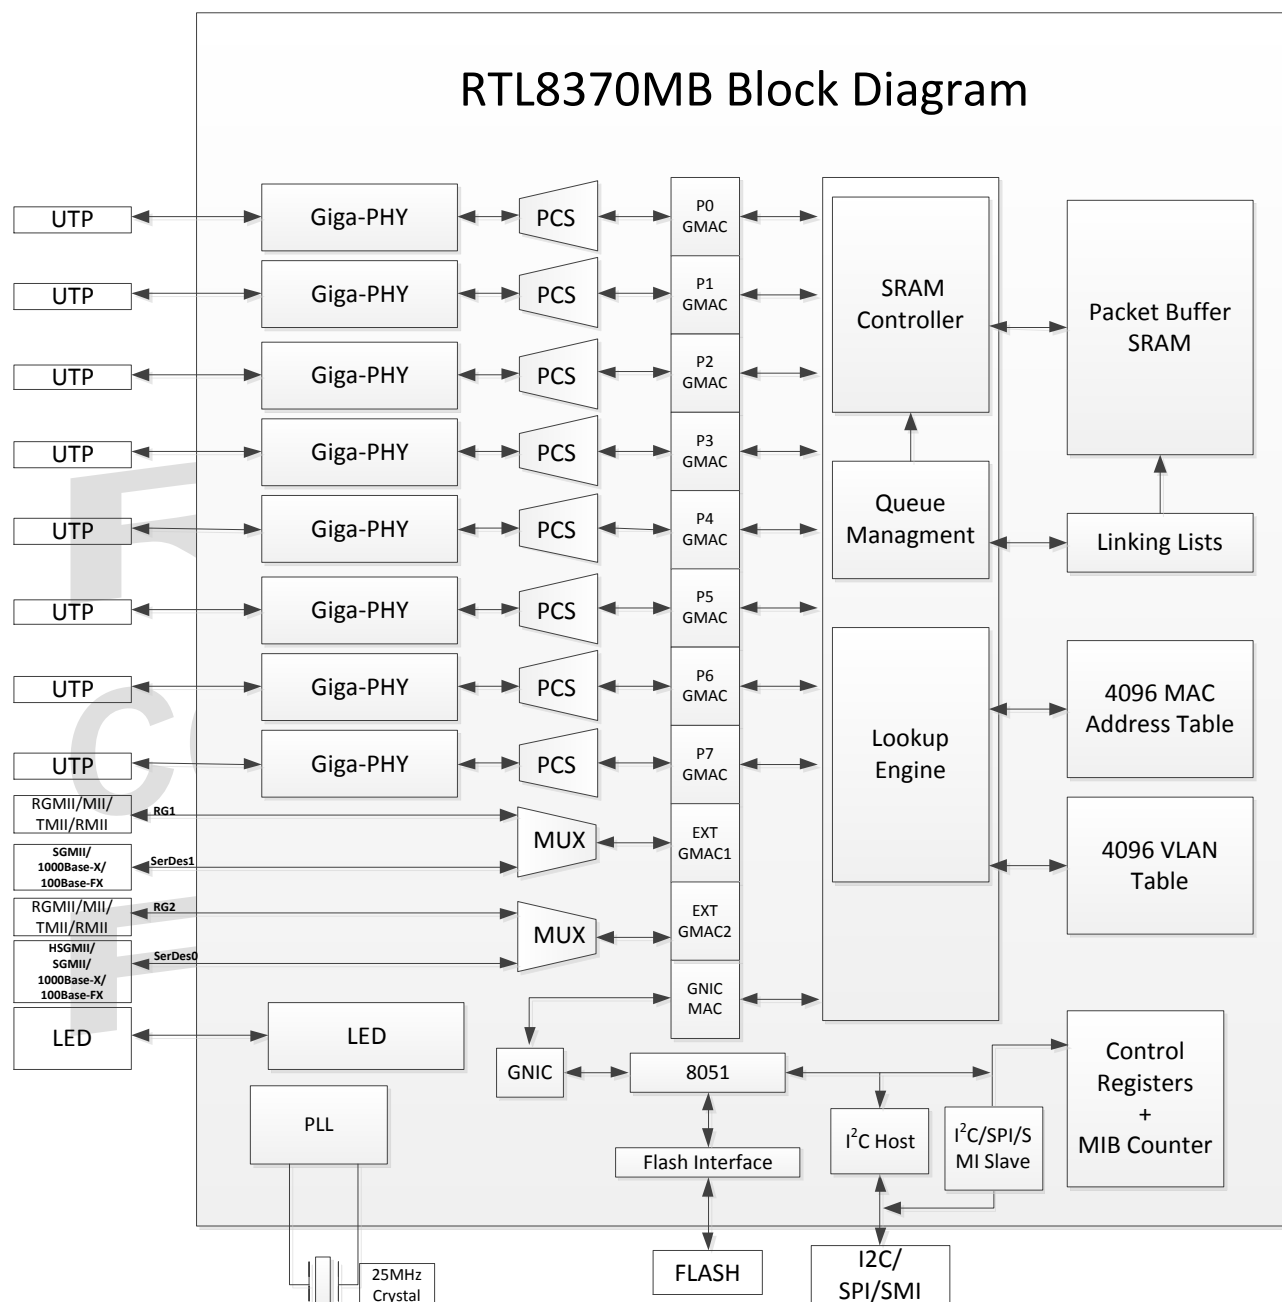 RTL8370MB Block Diagram
UTP
Giga-PHY
PCS
P0
GMAC
UTP
Giga-PHY
PCS
P1
GMAC
UTP
Giga-PHY
PCS
P2
GMAC
UTP
Giga-PHY
PCS
P3
GMAC
UTP
Giga-PHY
PCS
P4
GMAC
UTP
Giga-PHY
PCS
P5
GMAC
UTP
Giga-PHY
PCS
P6
GMAC
UTP
Giga-PHY
PCS
P7
GMAC
SRAM
Controller
Packet Buffer
SRAM
Queue
Managment
Linking Lists
Lookup
Engine
4096 MAC
Address Table
4096 VLAN
Table
RGMII/MII/
TMII/RMII
RG1
SGMII/
1000Base-X/
100Base-FX
SerDes1
MUX
EXT
GMAC1
RGMII/MII/
TMII/RMII
RG2
HSGMII/
SGMII/
1000Base-X/
100Base-FX
SerDes0
MUX
EXT
GMAC2
GNIC
MAC
LED
LED
GNIC
8051
Control
Registers
+
MIB Counter
PLL
Flash Interface
I²C Host
I²C/SPI/S
MI Slave
25MHz
Crystal
FLASH
I2C/
SPI/SMI